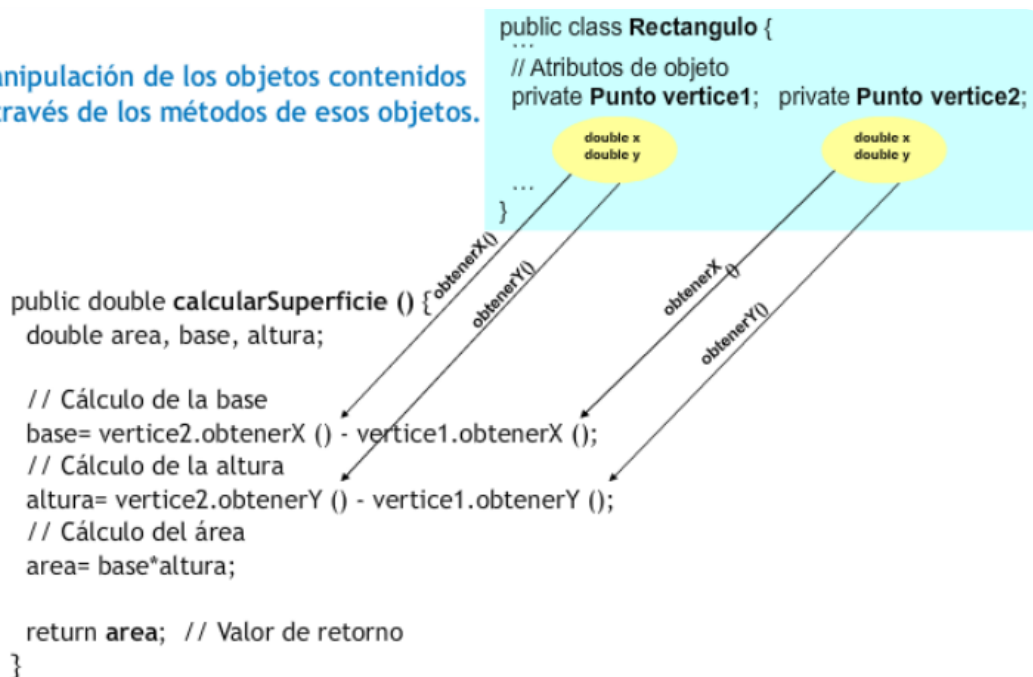 public class Rectangulo {
...
// Atributos de objeto
private Punto vertice1; private Punto vertice2;
double x
double y
double x
double y
...
}
anipulación de los objetos contenidos
través de los métodos de esos objetos.
obtenerX()
obtenerY()
obtenerX ()
obtenerY()
public double calcularSuperficie () {
double area, base, altura;
// Cálculo de la base
base= vertice2.obtenerX () - vertice1.obtenerX ();
// Cálculo de la altura
altura= vertice2.obtenerY () - vertice1.obtenerY ();
// Cálculo del área
area= base*altura;
return area; // Valor de retorno
}